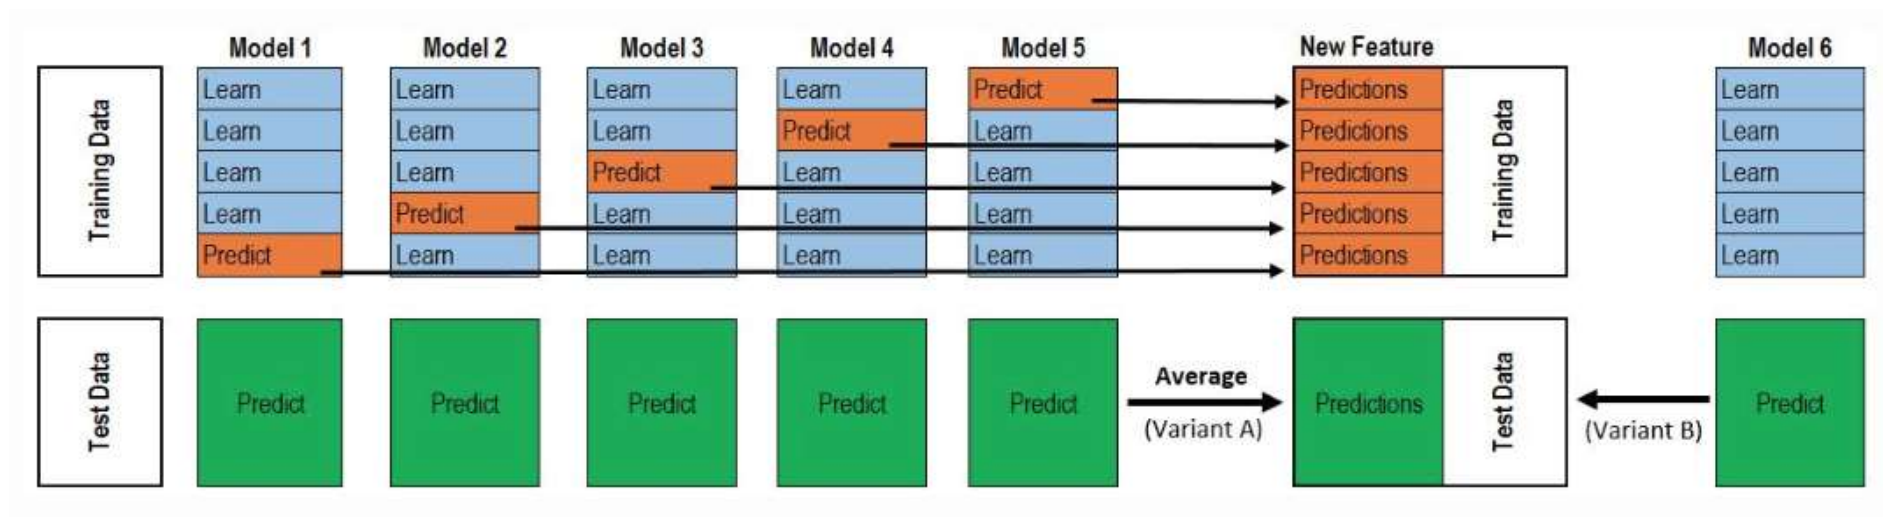 Model 1 Model 2 Model 3 Model 4 Model 5 New Feature Model 6
Training Data
Learn Learn Learn Learn Predict Predictions Learn
Learn Learn Learn Predict Learn Predictions Learn
Learn Learn Predict Learn Learn Predictions Learn
Learn Predict Learn Learn Learn Predictions Learn
Predict Learn Learn Learn Learn Predictions Learn
Training Data
Test Data
Predict Predict Predict Predict Predict
Average
(Variant A)
Predictions
Test Data
(Variant B)
Predict